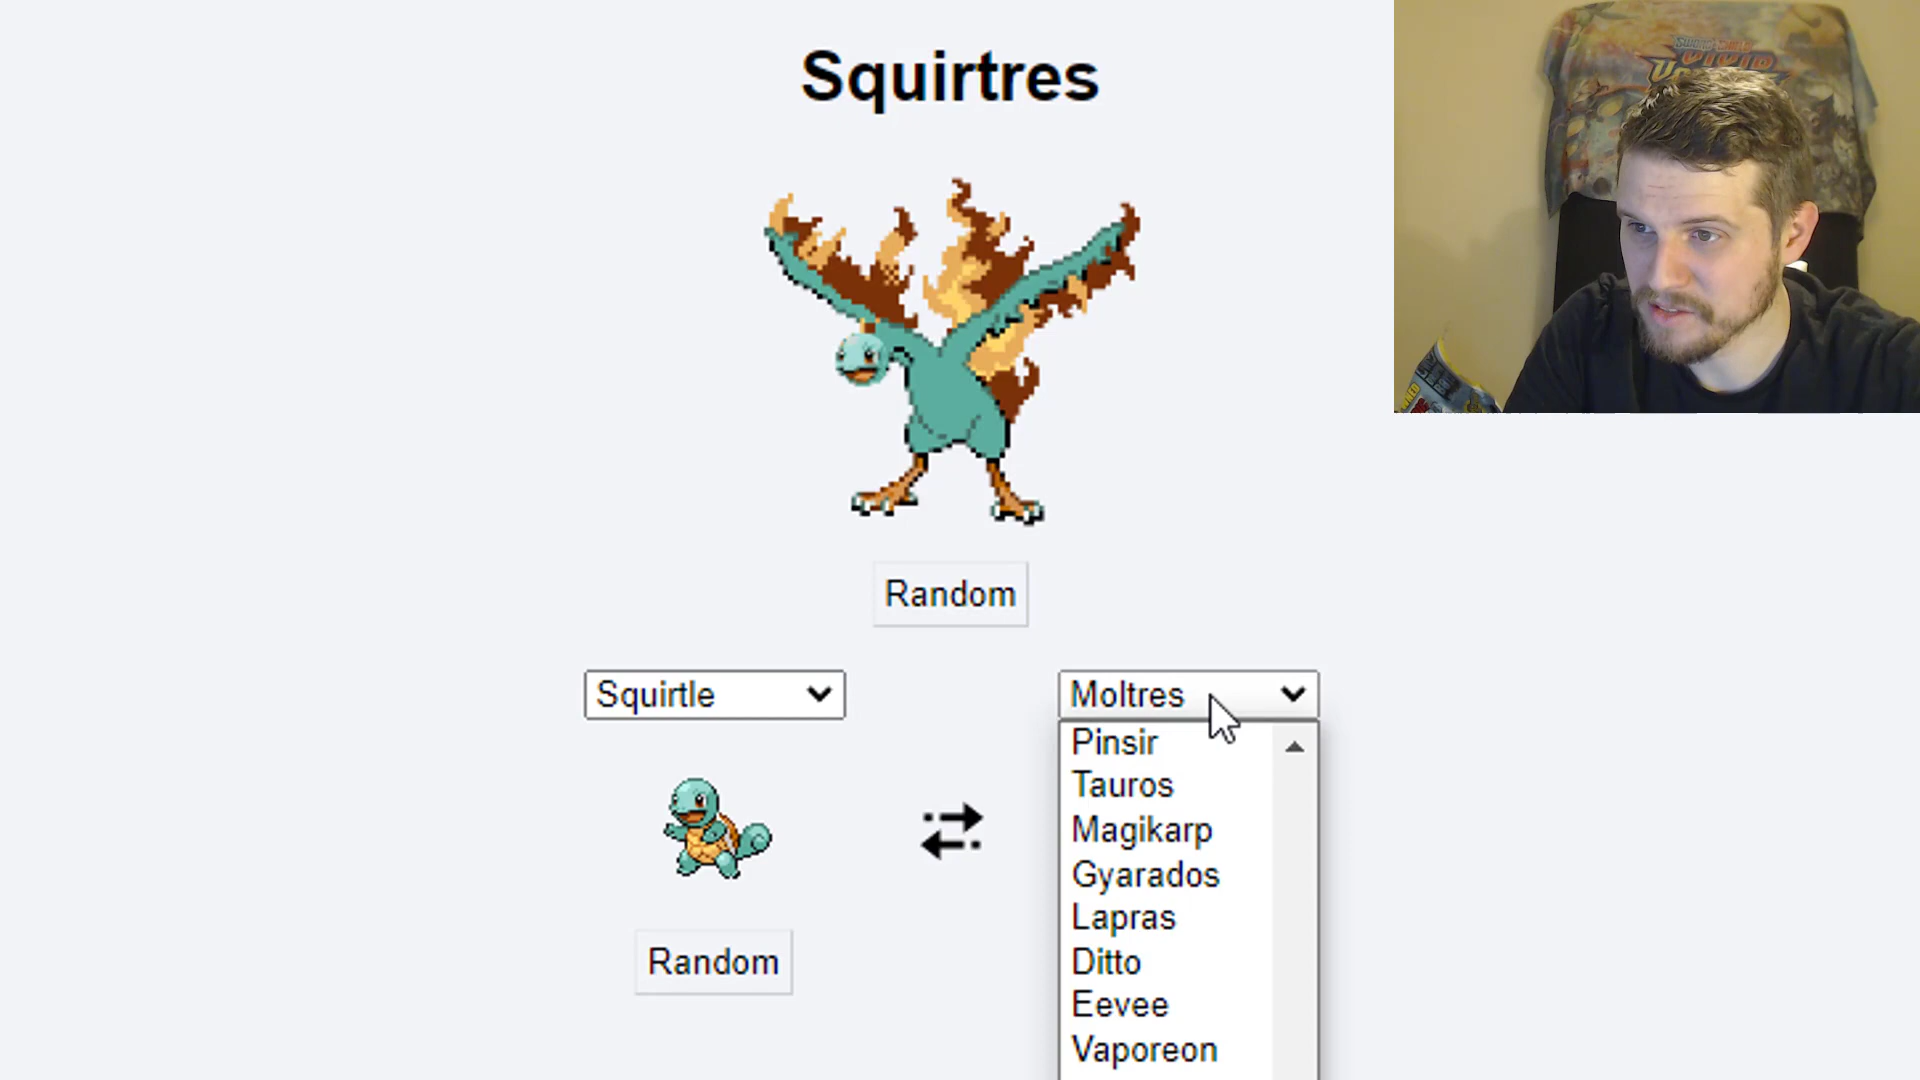 Squirtres
Random
Squirtle
Moltres
Pinsir
Tauros
Magikarp
Gyarados
Lapras
Ditto
Eevee
Vaporeon
Random